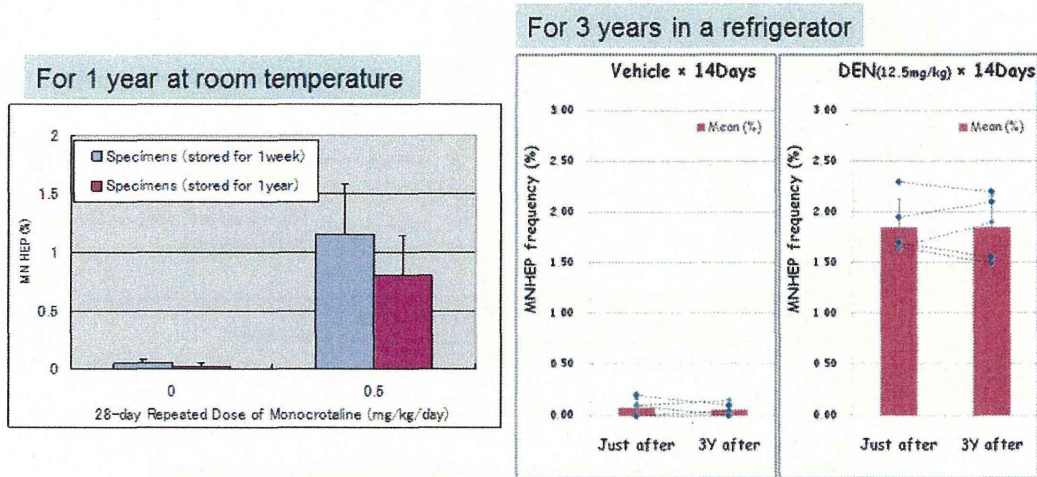 For 1 year at room temperature
2
1.5
1
0.5
0
MN HEP (%)
Specimens (stored for 1week)
Specimens (stored for 1year)
0
0.5
28-day Repeated Dose of Monocrotaline (mg/kg/day)
For 3 years in a refrigerator
Vehicle × 14Days
3.00
2.50
2.00
1.50
1.00
0.50
0.00
MNHEP frequency (%)
Mean (%)
Just after
3Y after
DEN(12.5mg/kg) × 14Days
3.00
2.50
2.00
1.50
1.00
0.50
0.00
MNHEP frequency (%)
Mean (%)
Just after
3Y after